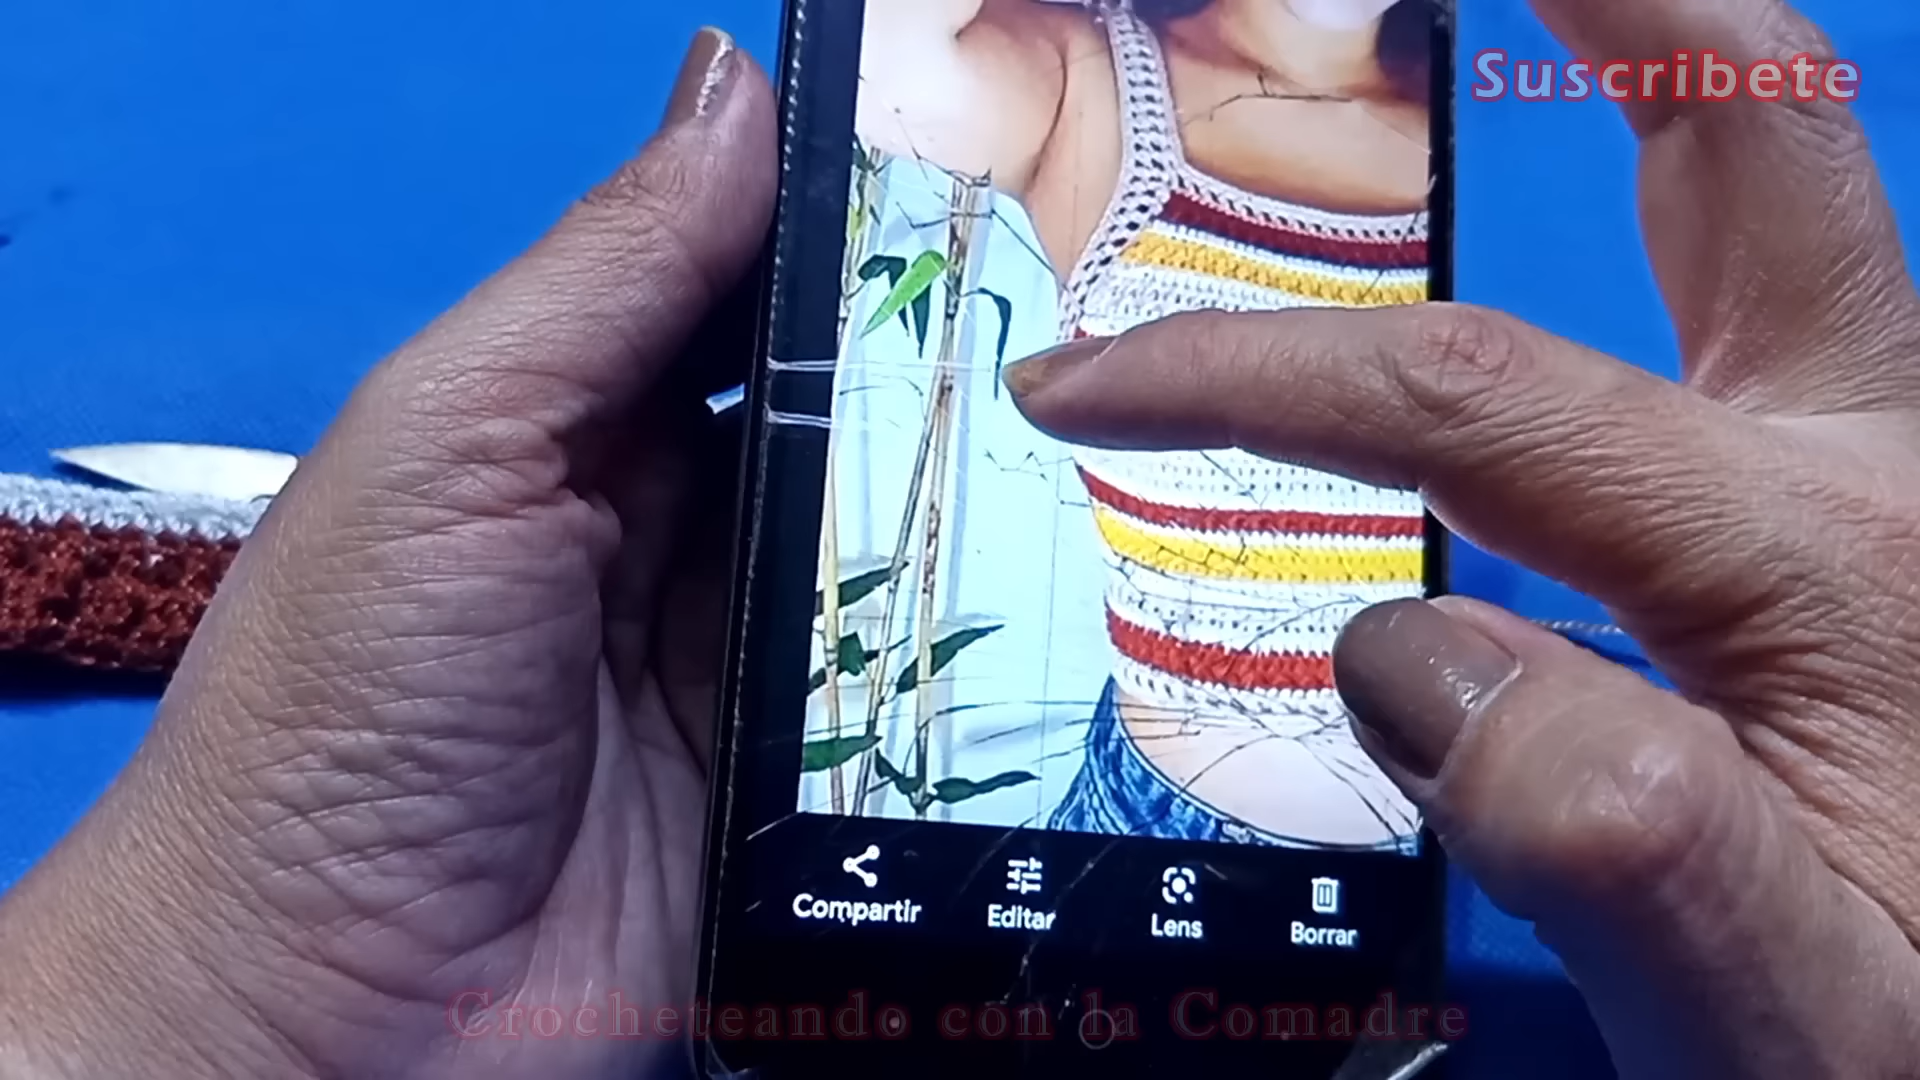 Suscribete
Compartir
Editar
Lens
Borrar
Crocheteando con la Comadre